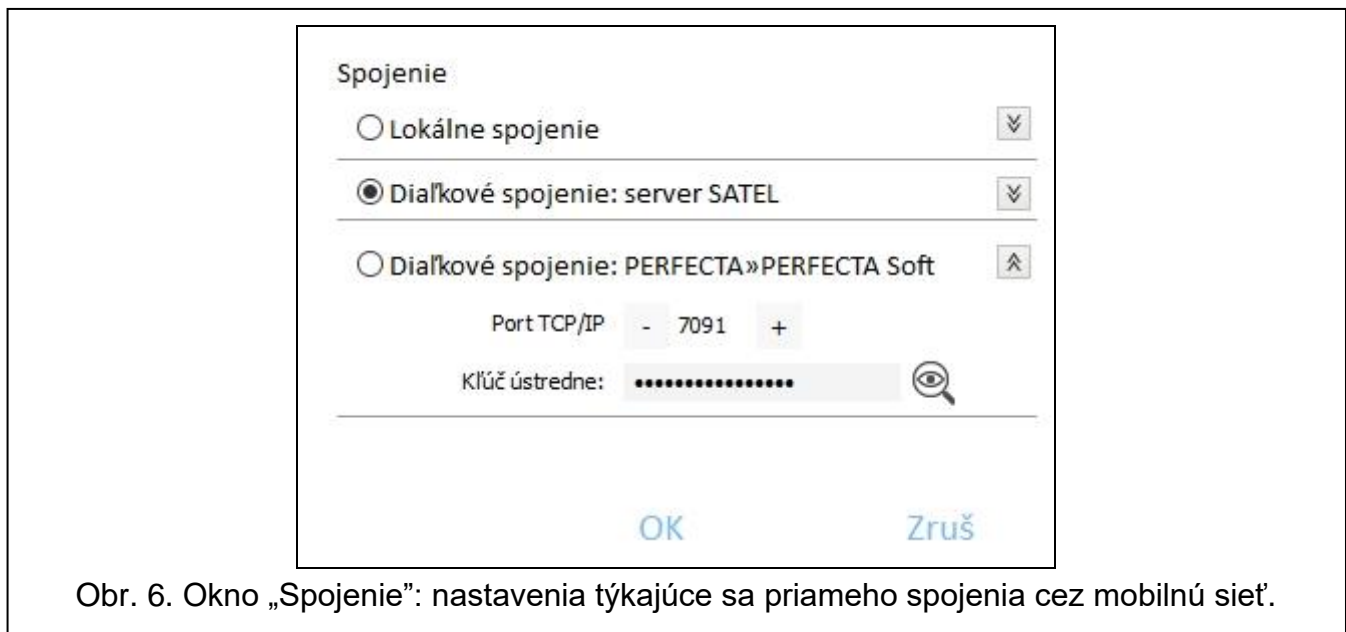 Spojenie
Lokálne spojenie
Diaľkové spojenie: server SATEL
Diaľkové spojenie: PERFECTA»PERFECTA Soft
Port TCP/IP - 7091 +
Kľúč ústredne: ••••••••••••••••
OK Zruš
Obr. 6. Okno „Spojenie”: nastavenia týkajúce sa priameho spojenia cez mobilnú sieť.